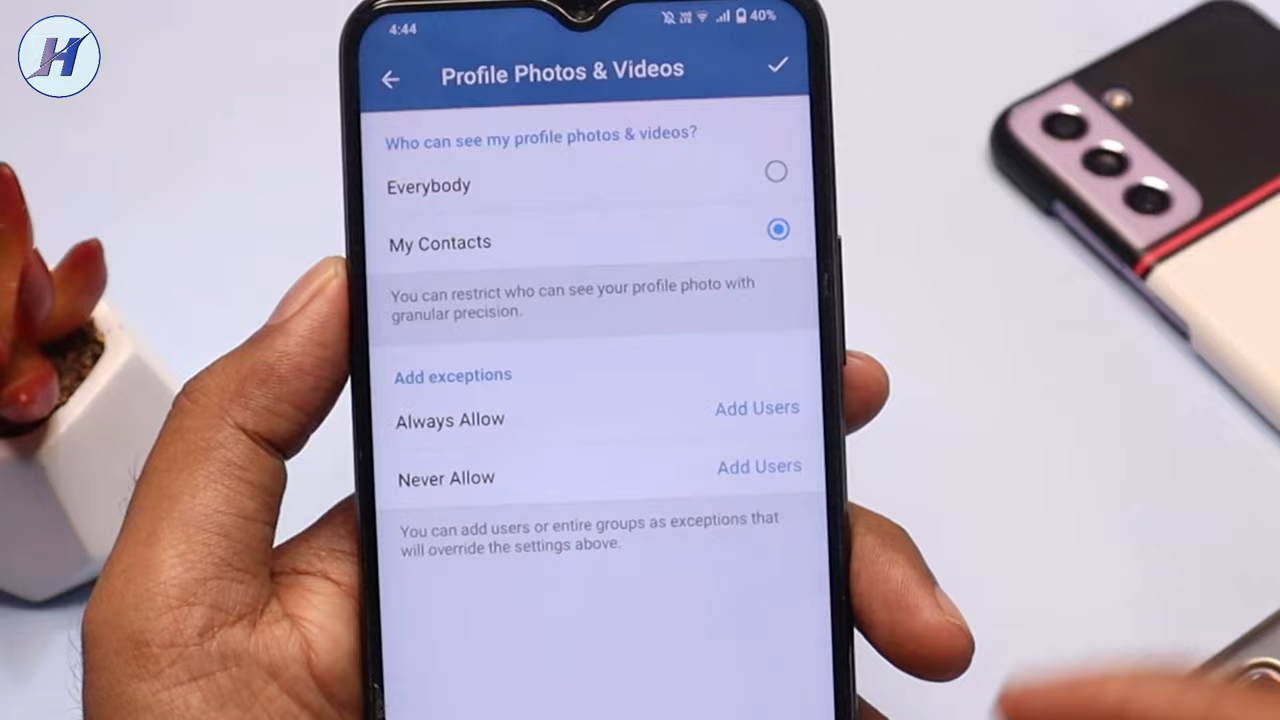 H
4:44
40%
Profile Photos & Videos
Who can see my profile photos & videos?
Everybody
My Contacts
You can restrict who can see your profile photo with
granular precision.
Add exceptions
Always Allow
Add Users
Never Allow
Add Users
You can add users or entire groups as exceptions that
will override the settings above.